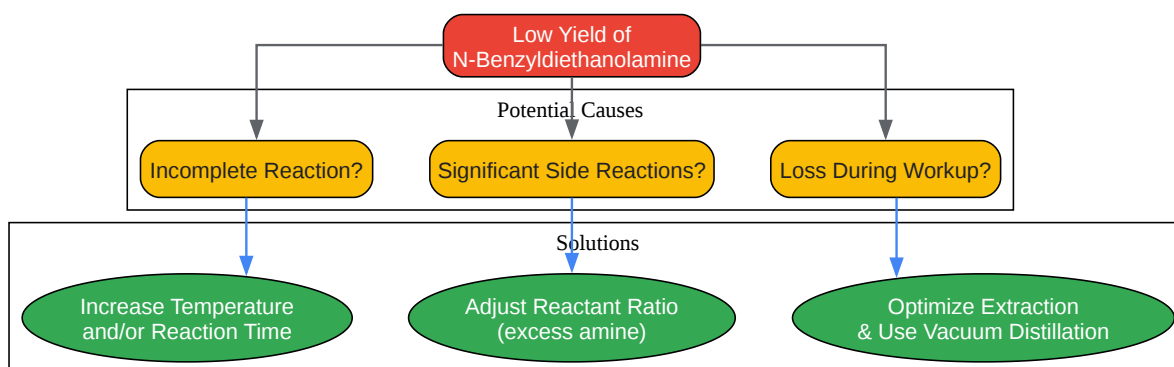 Low Yield of
N-Benzyldiethanolamine
Potential Causes
Incomplete Reaction?
Significant Side Reactions?
Loss During Workup?
Solutions
Increase Temperature
and/or Reaction Time
Adjust Reactant Ratio
(excess amine)
Optimize Extraction
& Use Vacuum Distillation